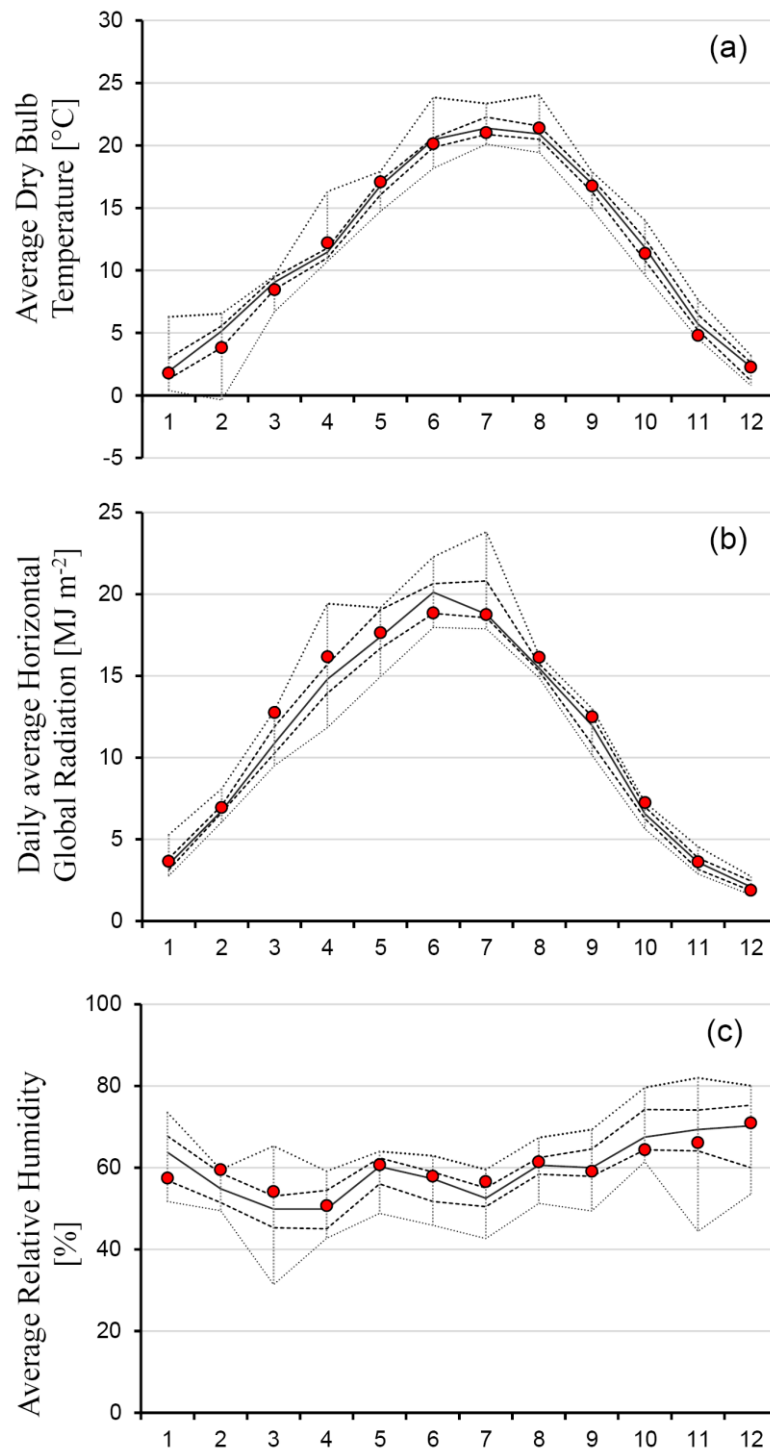 (a)
Average Dry Bulb
Temperature [°C]
30
25
20
15
10
5
0
-5
1 2 3 4 5 6 7 8 9 10 11 12
(b)
Daily average Horizontal
Global Radiation [MJ m⁻²]
25
20
15
10
5
0
1 2 3 4 5 6 7 8 9 10 11 12
(c)
Average Relative Humidity
[%]
100
80
60
40
20
0
1 2 3 4 5 6 7 8 9 10 11 12